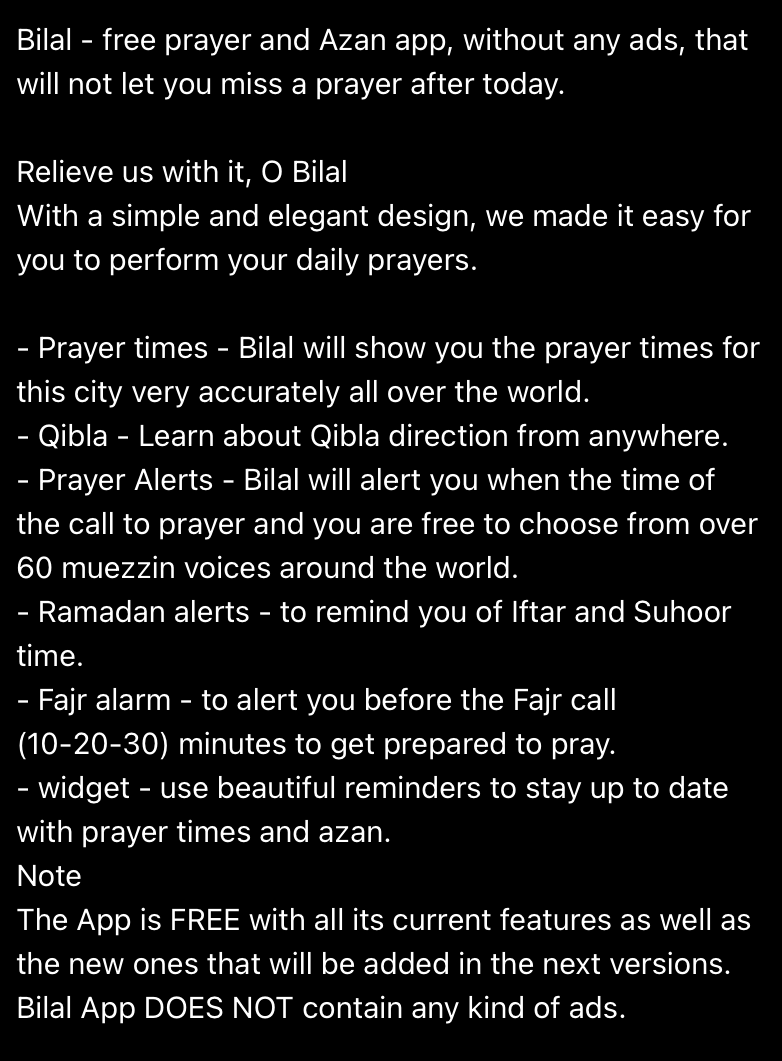 Bilal - free prayer and Azan app, without any ads, that
will not let you miss a prayer after today.
Relieve us with it, O Bilal
With a simple and elegant design, we made it easy for
you to perform your daily prayers.
- Prayer times - Bilal will show you the prayer times for
this city very accurately all over the world.
- Qibla - Learn about Qibla direction from anywhere.
- Prayer Alerts - Bilal will alert you when the time of
the call to prayer and you are free to choose from over
60 muezzin voices around the world.
- Ramadan alerts - to remind you of Iftar and Suhoor
time.
- Fajr alarm - to alert you before the Fajr call
(10-20-30) minutes to get prepared to pray.
- widget - use beautiful reminders to stay up to date
with prayer times and azan.
Note
The App is FREE with all its current features as well as
the new ones that will be added in the next versions.
Bilal App DOES NOT contain any kind of ads.